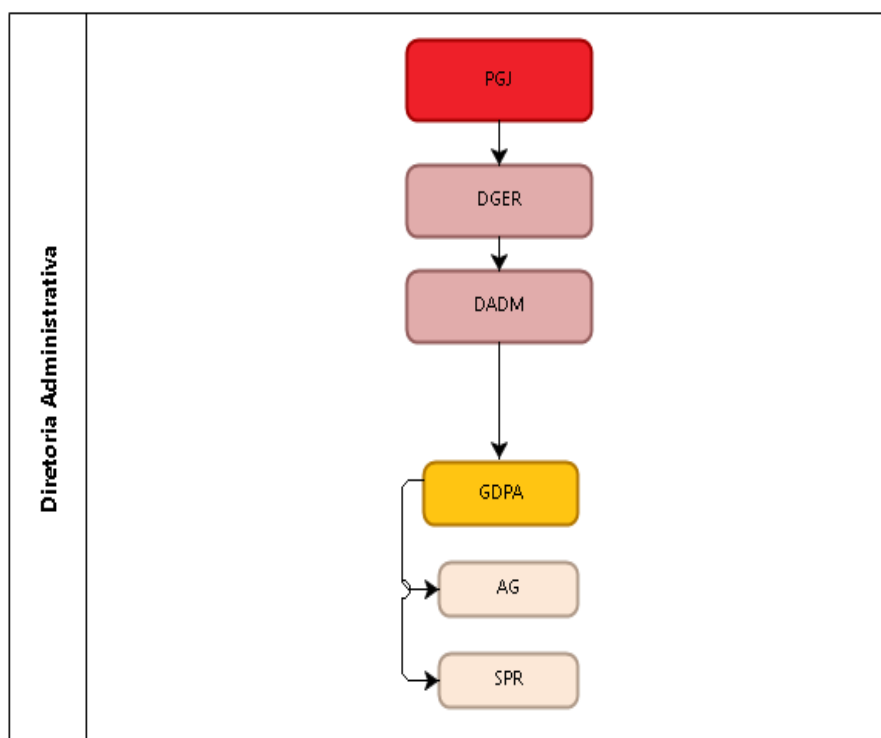 Diretoria Administrativa
PGJ
DGER
DADM
GDPA
AG
SPR